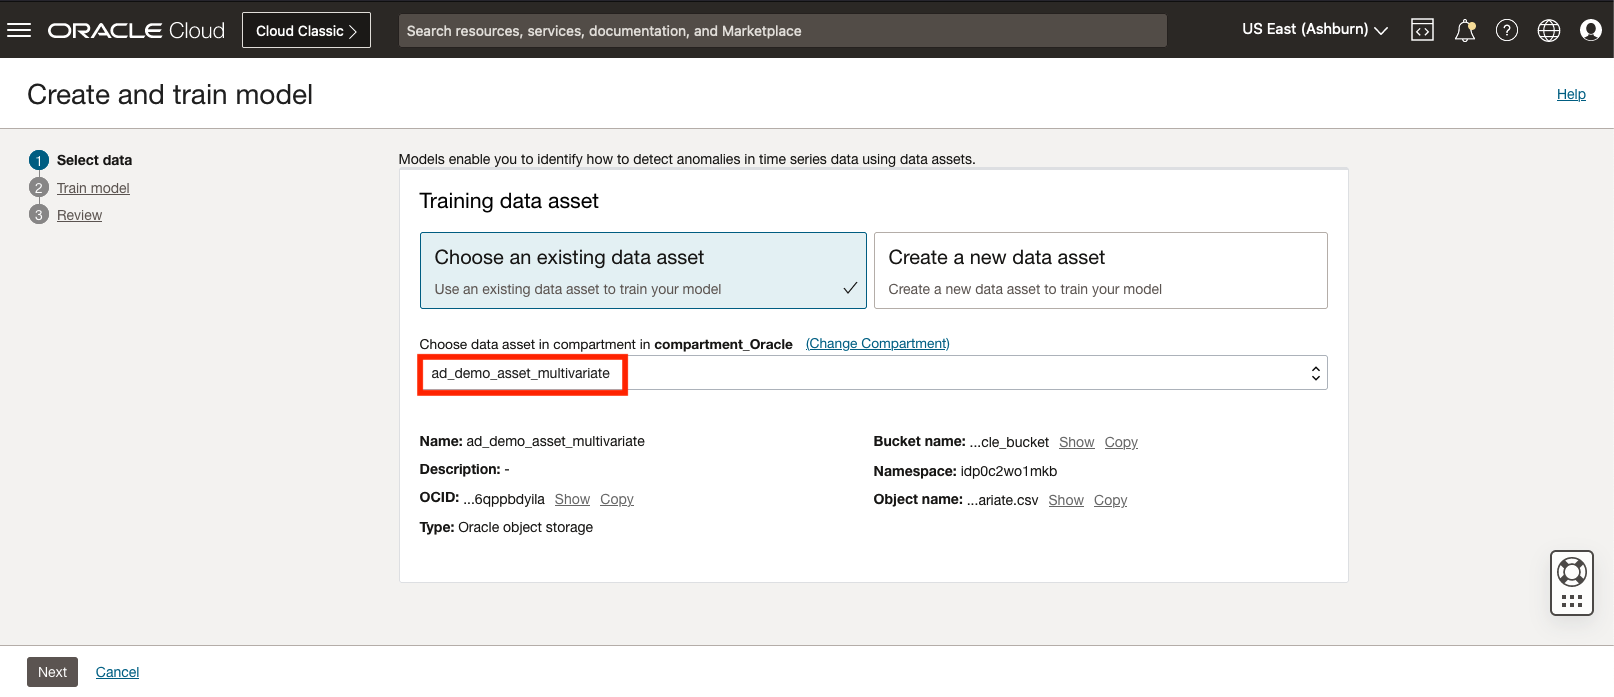 ORACLE Cloud
Cloud Classic
Search resources, services, documentation, and Marketplace
US East (Ashburn)
Create and train model
Help
1 Select data
2 Train model
3 Review
Models enable you to identify how to detect anomalies in time series data using data assets.
Training data asset
Choose an existing data asset
Use an existing data asset to train your model
Create a new data asset
Create a new data asset to train your model
Choose data asset in compartment in compartment_Oracle (Change Compartment)
ad_demo_asset_multivariate
Name: ad_demo_asset_multivariate
Description: -
OCID: ...6qppbdyila Show Copy
Type: Oracle object storage
Bucket name: ...cle_bucket Show Copy
Namespace: idp0c2wo1mkb
Object name: ...ariate.csv Show Copy
Next
Cancel